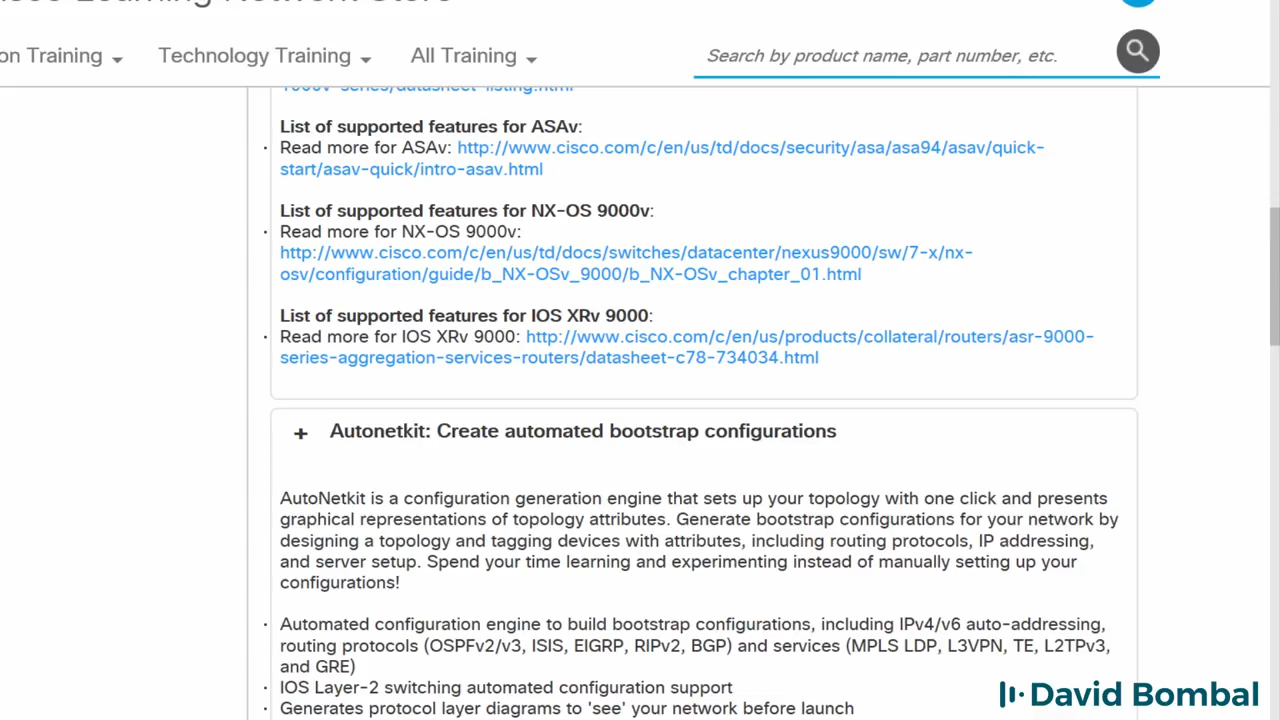 Cisco Learning Network Store
on Training
Technology Training
All Training
Search by product name, part number, etc.
1000v-series/datasheet-listing.html
List of supported features for ASAv:
· Read more for ASAv: http://www.cisco.com/c/en/us/td/docs/security/asa/asa94/asav/quick-
start/asav-quick/intro-asav.html
List of supported features for NX-OS 9000v:
· Read more for NX-OS 9000v:
http://www.cisco.com/c/en/us/td/docs/switches/datacenter/nexus9000/sw/7-x/nx-
osv/configuration/guide/b_NX-OSv_9000/b_NX-OSv_chapter_01.html
List of supported features for IOS XRv 9000:
· Read more for IOS XRv 9000: http://www.cisco.com/c/en/us/products/collateral/routers/asr-9000-
series-aggregation-services-routers/datasheet-c78-734034.html
+ Autonetkit: Create automated bootstrap configurations
AutoNetkit is a configuration generation engine that sets up your topology with one click and presents
graphical representations of topology attributes. Generate bootstrap configurations for your network by
designing a topology and tagging devices with attributes, including routing protocols, IP addressing,
and server setup. Spend your time learning and experimenting instead of manually setting up your
configurations!
· Automated configuration engine to build bootstrap configurations, including IPv4/v6 auto-addressing,
routing protocols (OSPFv2/v3, ISIS, EIGRP, RIPv2, BGP) and services (MPLS LDP, L3VPN, TE, L2TPv3,
and GRE)
· IOS Layer-2 switching automated configuration support
· Generates protocol layer diagrams to 'see' your network before launch
David Bombal